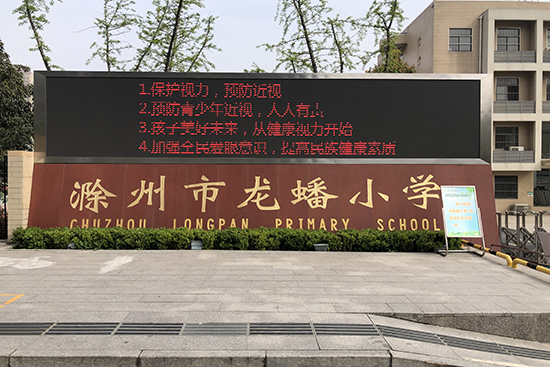 1.保护视力，预防近视
2.预防青少年近视，人人有责
3.孩子美好未来，从健康视力开始
4.加强全民爱眼意识，提高民族健康素质
滁州市龙蟠小学
CHUZHOU LONGPAN PRIMARY SCHOOL